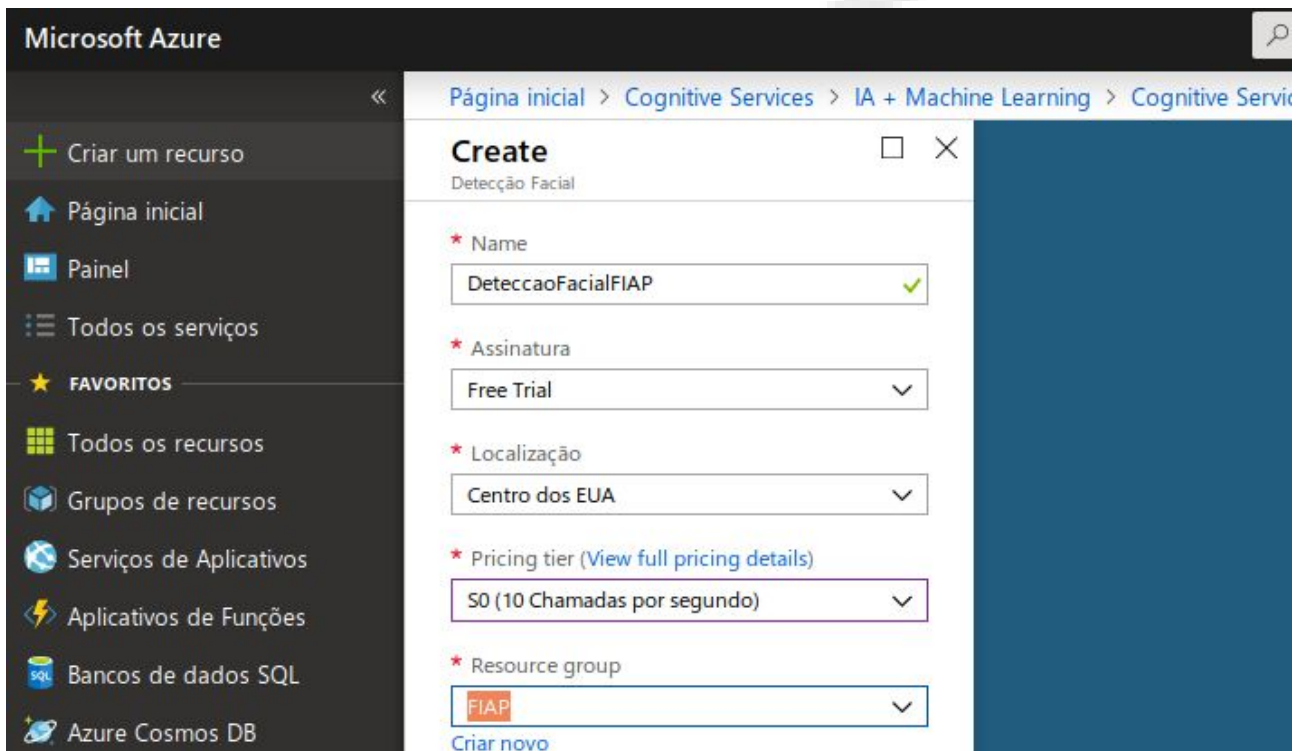 Microsoft Azure
«
Página inicial > Cognitive Services > IA + Machine Learning > Cognitive
Criar um recurso
Página inicial
Painel
Todos os serviços
FAVORITOS
Todos os recursos
Grupos de recursos
Serviços de Aplicativos
Aplicativos de Funções
SQL
Bancos de dados SQL
Azure Cosmos DB
Create
Detecção Facial
* Name
DeteccaoFacialFIAP
* Assinatura
Free Trial
* Localização
Centro dos EUA
* Pricing tier (View full pricing details)
S0 (10 Chamadas por segundo)
* Resource group
FIAP
Criar novo